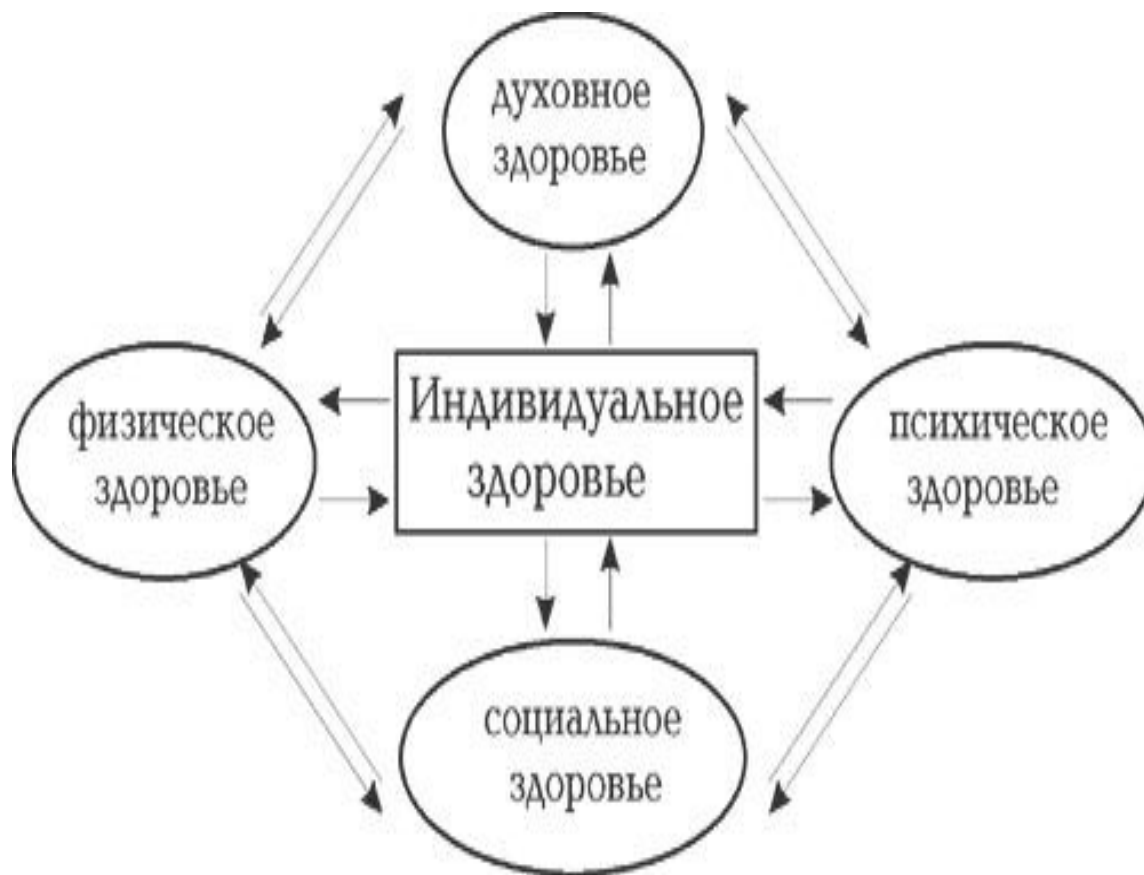 духовное
здоровье
физическое
здоровье
Индивидуальное
здоровье
психическое
здоровье
социальное
здоровье